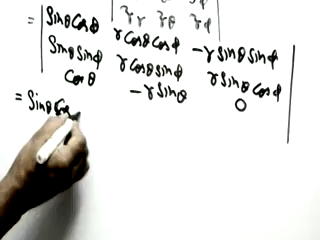 = | Sinθ Cosϕ  r Cosθ Cosϕ  -r Sinθ Sinϕ |
Sinθ Sinϕ  r Cosθ Sinϕ  r Sinθ Cosϕ
Cosθ  -r Sinθ  0
= Sinθ Cos